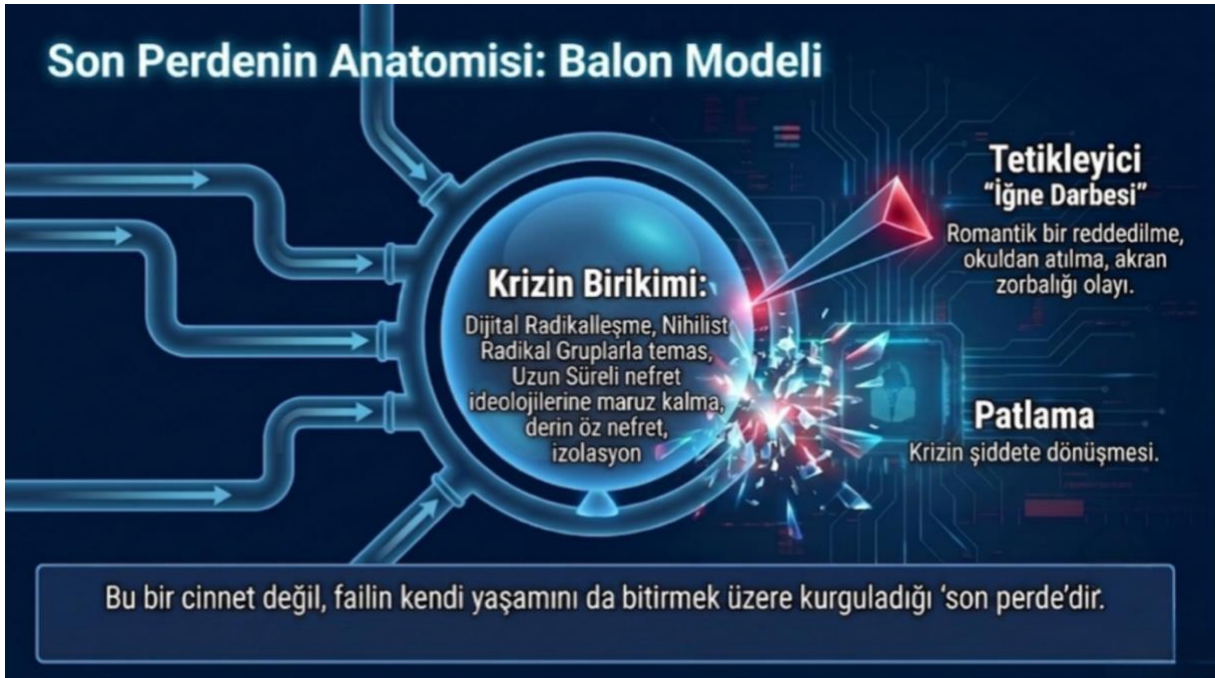 Son Perdenin Anatomisi: Balon Modeli
Krizin Birikimi:
Dijital Radikalleşme, Nihilist
Radikal Gruplarla temas,
Uzun Süreli nefret
ideolojilerine maruz kalma,
derin öz nefret,
izolasyon
Tetikleyici
“İğne Darbesi”
Romantik bir reddedilme,
okuldan atılma, akran
zorbalığı olayı.
Patlama
Krizin şiddete dönüşmesi.
Bu bir cinnet değil, failin kendi yaşamını da bitirmek üzere kurguladığı ‘son perde’dir.